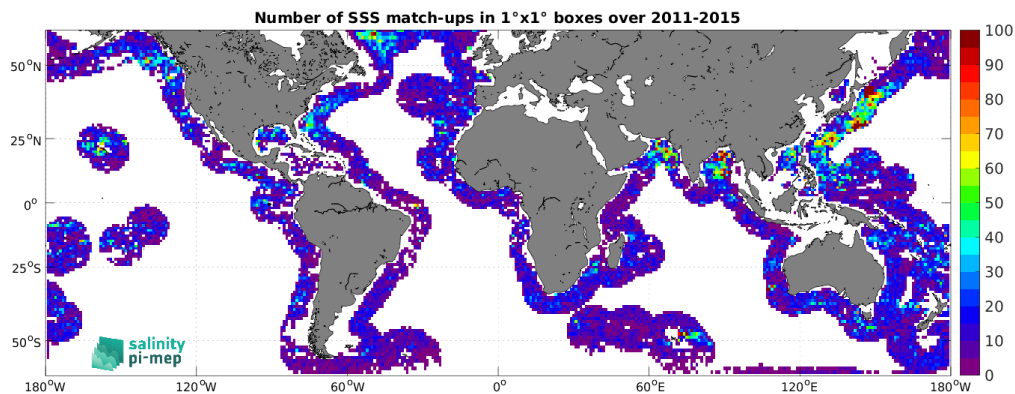 Number of SSS match-ups in 1°x1° boxes over 2011-2015
100
90
80
70
60
50
40
30
20
10
0
50°N
25°N
0°
25°S
50°S
salinity
pi-mep
180°W 120°W 60°W 0° 60°E 120°E 180°W